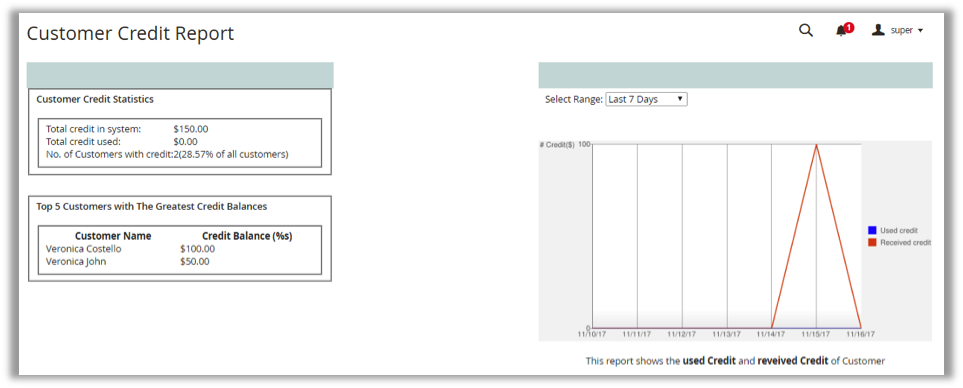 Customer Credit Report
1
super
Customer Credit Statistics
Total credit in system: $150.00
Total credit used: $0.00
No. of Customers with credit:2(28.57% of all customers)
Top 5 Customers with The Greatest Credit Balances
Customer Name Credit Balance (%s)
Veronica Costello $100.00
Veronica John $50.00
Select Range: Last 7 Days
# Credit($) 100
Used credit
Received credit
0
11/10/17 11/11/17 11/12/17 11/13/17 11/14/17 11/15/17 11/16/17
This report shows the used Credit and reveived Credit of Customer